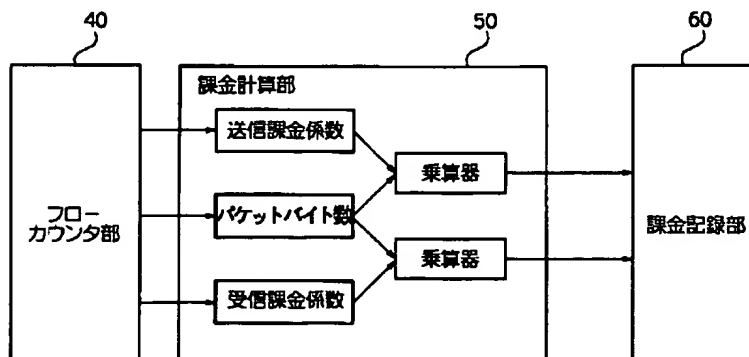 40
50
60
課金計算部
送信課金係数
乗算器
フロー
カウンタ部
パケットバイト数
課金記録部
乗算器
受信課金係数